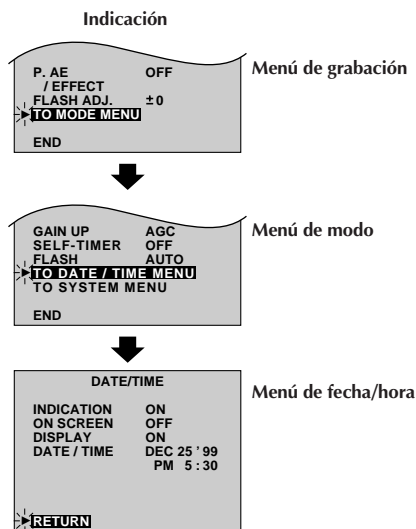 Indicación
P. AE OFF
/ EFFECT
FLASH ADJ. ±0
TO MODE MENU
END
Menú de grabación
GAIN UP AGC
SELF-TIMER OFF
FLASH AUTO
TO DATE / TIME MENU
TO SYSTEM MENU
END
Menú de modo
DATE/TIME
INDICATION ON
ON SCREEN OFF
DISPLAY ON
DATE / TIME DEC 25 ' 99
PM 5 : 30
RETURN
Menú de fecha/hora